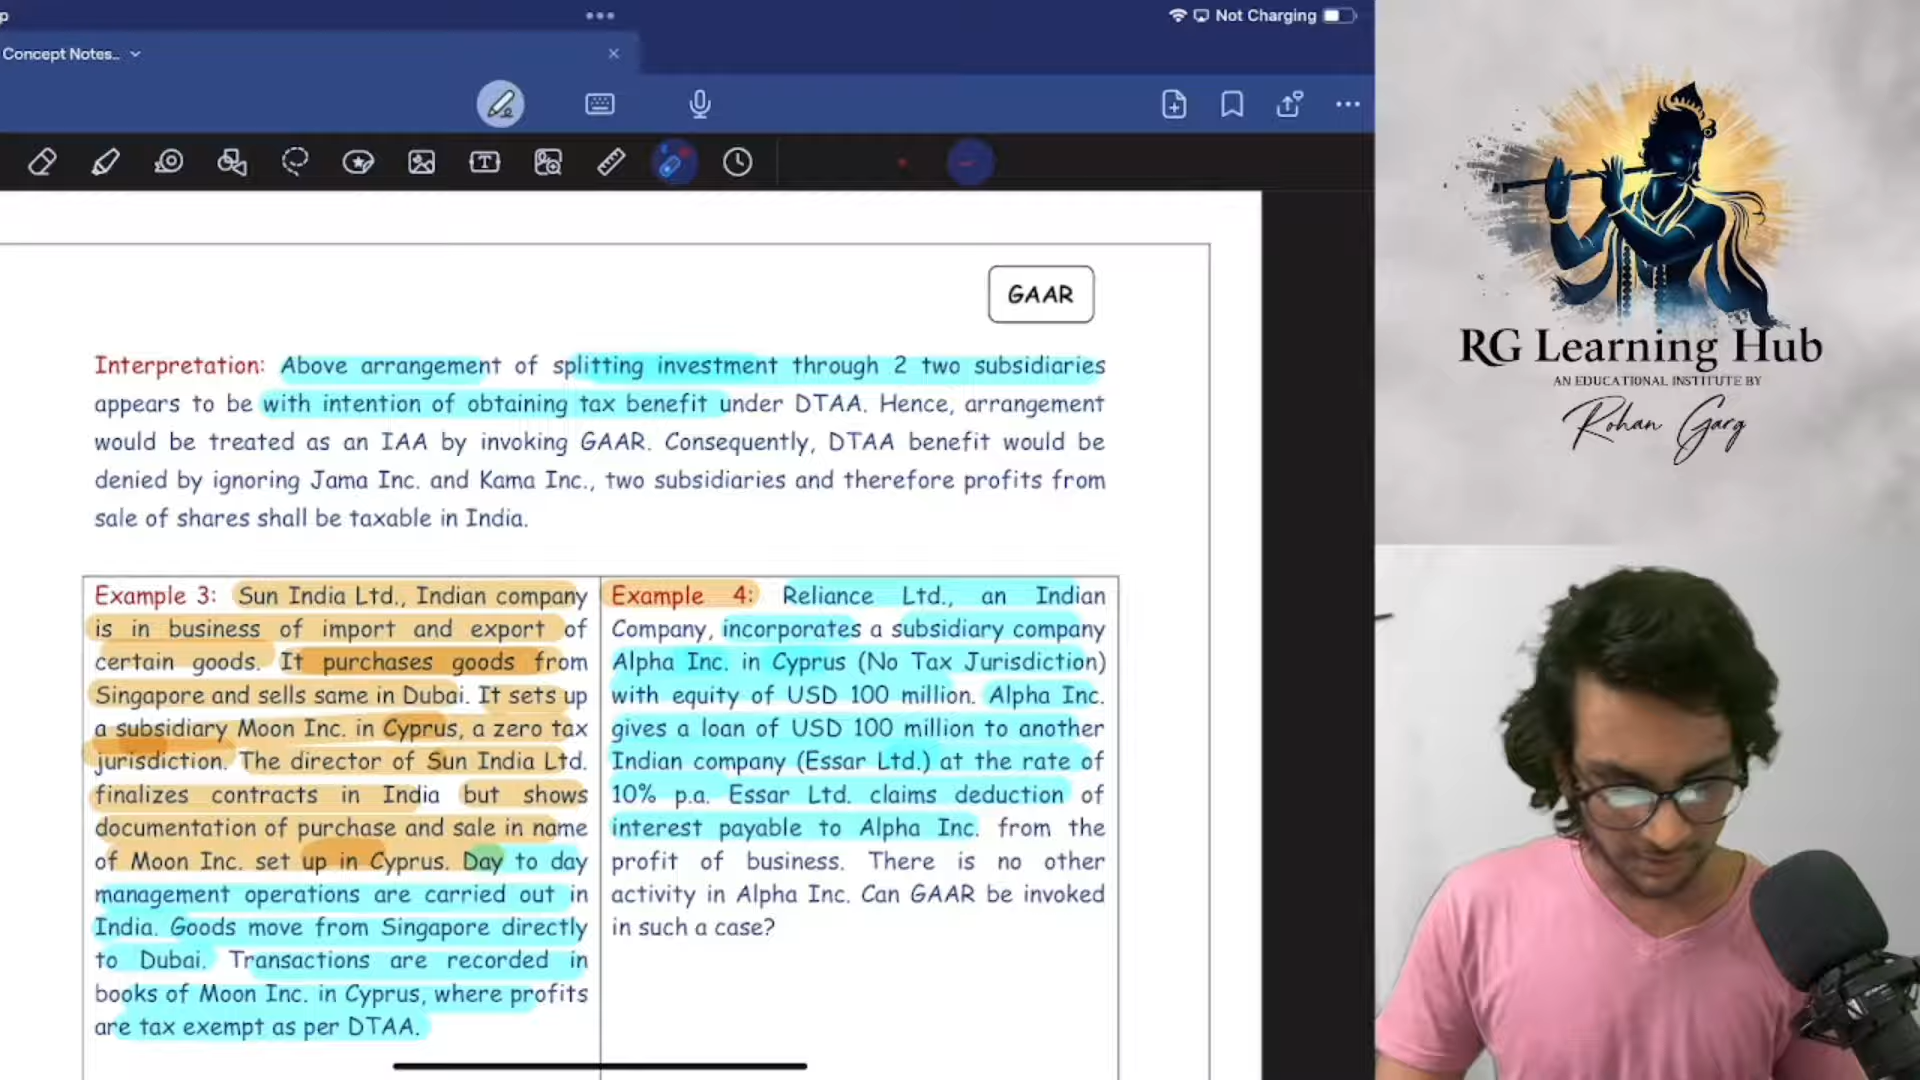 p
Not Charging
Concept Notes...
GAAR
Interpretation: Above arrangement of splitting investment through 2 two subsidiaries
appears to be with intention of obtaining tax benefit under DTAA. Hence, arrangement
would be treated as an IAA by invoking GAAR. Consequently, DTAA benefit would be
denied by ignoring Jama Inc. and Kama Inc., two subsidiaries and therefore profits from
sale of shares shall be taxable in India.
Example 3: Sun India Ltd., Indian company
is in business of import and export of
certain goods. It purchases goods from
Singapore and sells same in Dubai. It sets up
a subsidiary Moon Inc. in Cyprus, a zero tax
jurisdiction. The director of Sun India Ltd.
finalizes contracts in India but shows
documentation of purchase and sale in name
of Moon Inc. set up in Cyprus. Day to day
management operations are carried out in
India. Goods move from Singapore directly
to Dubai. Transactions are recorded in
books of Moon Inc. in Cyprus, where profits
are tax exempt as per DTAA.
Example 4: Reliance Ltd., an Indian
Company, incorporates a subsidiary company
Alpha Inc. in Cyprus (No Tax Jurisdiction)
with equity of USD 100 million. Alpha Inc.
gives a loan of USD 100 million to another
Indian company (Essar Ltd.) at the rate of
10% p.a. Essar Ltd. claims deduction of
interest payable to Alpha Inc. from the
profit of business. There is no other
activity in Alpha Inc. Can GAAR be invoked
in such a case?
RG Learning Hub
AN EDUCATIONAL INSTITUTE BY
Rohan Garg